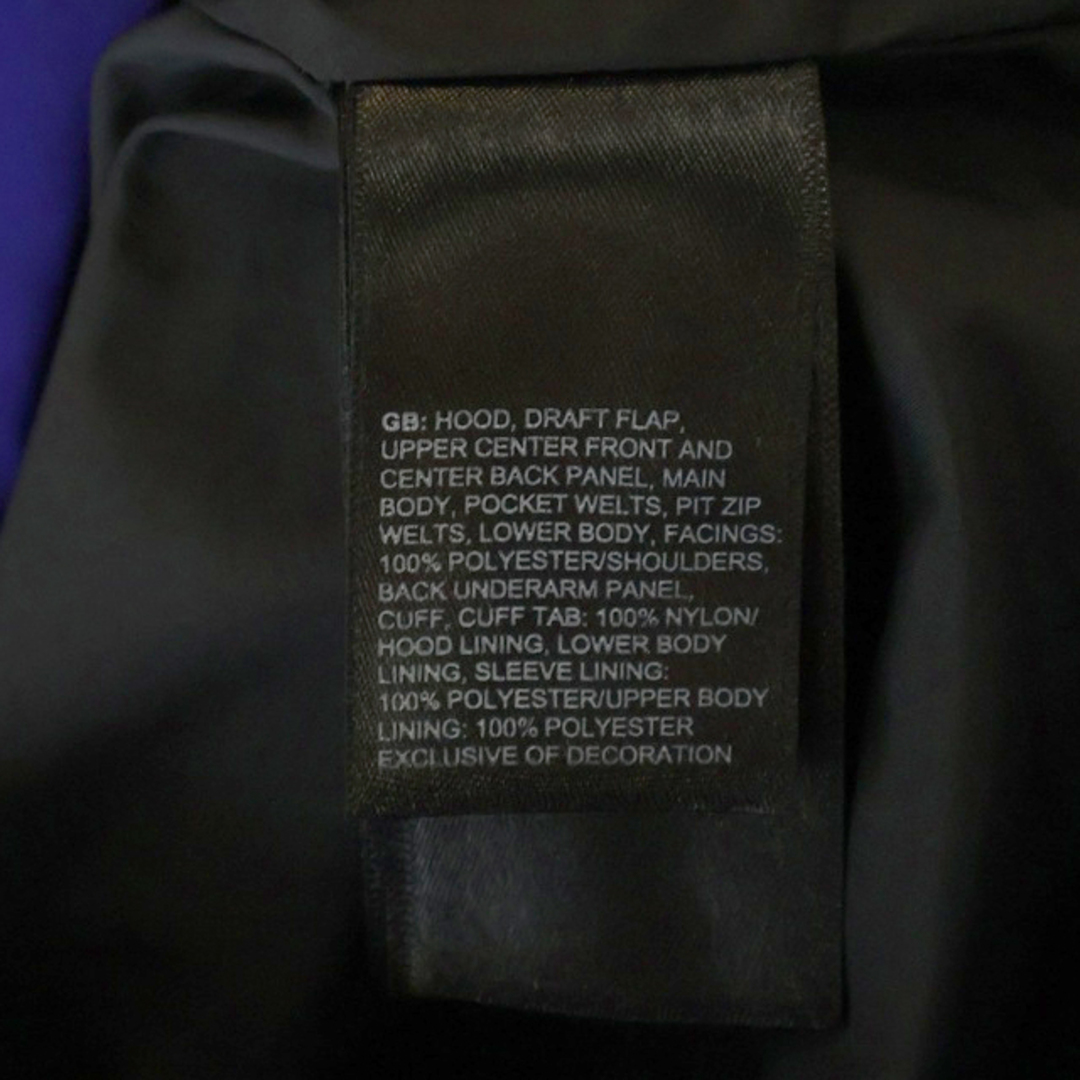 GB: HOOD, DRAFT FLAP,
UPPER CENTER FRONT AND
CENTER BACK PANEL, MAIN
BODY, POCKET WELTS, PIT ZIP
WELTS, LOWER BODY, FACINGS:
100% POLYESTER/SHOULDERS,
BACK UNDERARM PANEL,
CUFF, CUFF TAB: 100% NYLON/
HOOD LINING, LOWER BODY
LINING, SLEEVE LINING:
100% POLYESTER/UPPER BODY
LINING: 100% POLYESTER
EXCLUSIVE OF DECORATION